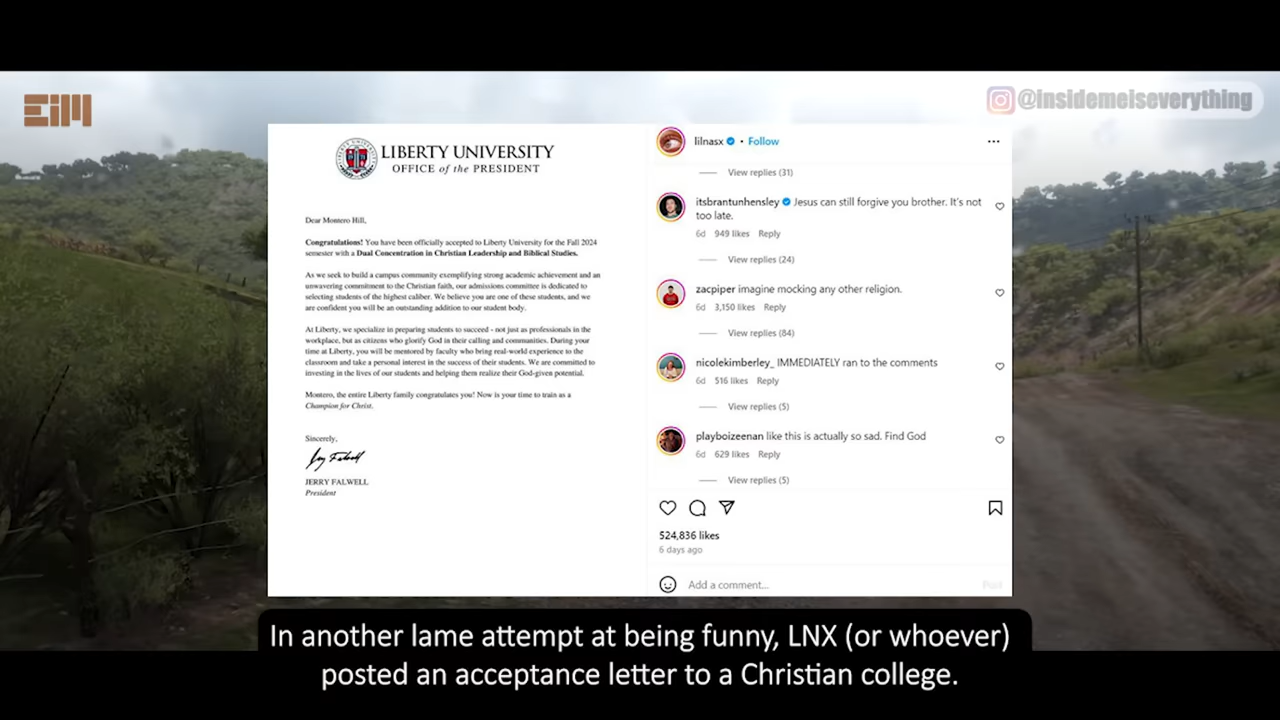 EiM
@insidemeiseverything
LIBERTY UNIVERSITY
OFFICE of the PRESIDENT
Dear Montero Hill,
Congratulations! You have been officially accepted to Liberty University for the Fall 2024
semester with a Dual Concentration in Christian Leadership and Biblical Studies.
As we seek to build a campus community exemplifying strong academic achievement and an
unwavering commitment to the Christian faith, our admissions committee is dedicated to
selecting students of the highest caliber. We believe you are one of these students, and we
are confident you will be an outstanding addition to our student body.
At Liberty, we specialize in preparing students to succeed - not just as professionals in the
workplace, but as citizens who glorify God in their calling and communities. During your
time at Liberty, you will be mentored by faculty who bring real-world experience to the
classroom and take a personal interest in the success of their students. We are committed to
investing in the lives of our students and helping them realize their God-given potential.
Montero, the entire Liberty family congratulates you! Now is your time to train as a
Champion for Christ.
Sincerely,
Jerry Falwell
JERRY FALWELL
President
lilnasx • Follow
View replies (31)
itsbrantunhensley Jesus can still forgive you brother. It's not
too late.
6d 949 likes Reply
View replies (24)
zacpiper imagine mocking any other religion.
6d 3,150 likes Reply
View replies (84)
nicolekimberley_ IMMEDIATELY ran to the comments
6d 516 likes Reply
View replies (5)
playboizeenan like this is actually so sad. Find God
6d 629 likes Reply
View replies (5)
524,836 likes
6 days ago
Add a comment... Post
In another lame attempt at being funny, LNX (or whoever)
posted an acceptance letter to a Christian college.